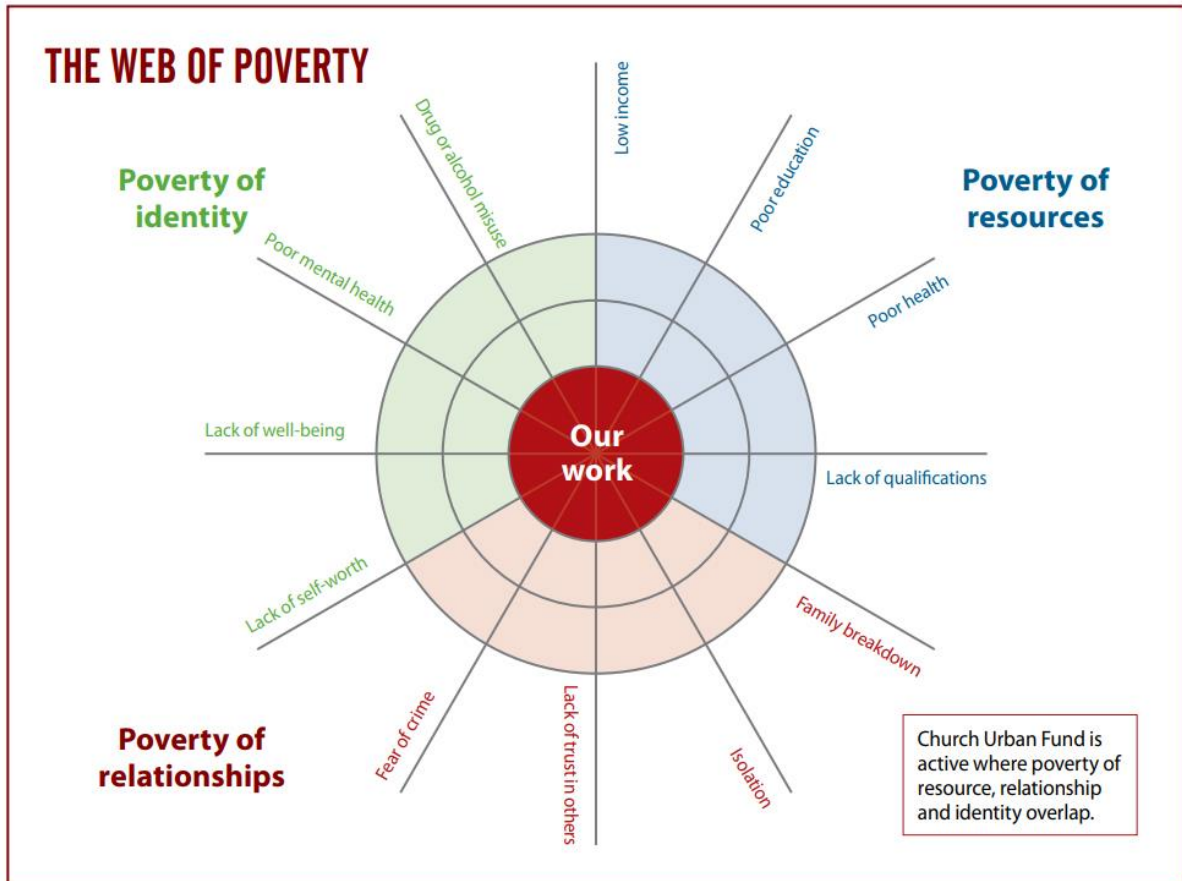 THE WEB OF POVERTY
Poverty of
identity
Drug or alcohol misuse
Poor mental health
Lack of well-being
Lack of self-worth
Low income
Poor education
Poor health
Lack of qualifications
Poverty of
resources
Our
work
Family breakdown
Isolation
Lack of trust in others
Fear of crime
Poverty of
relationships
Church Urban Fund is
active where poverty of
resource, relationship
and identity overlap.